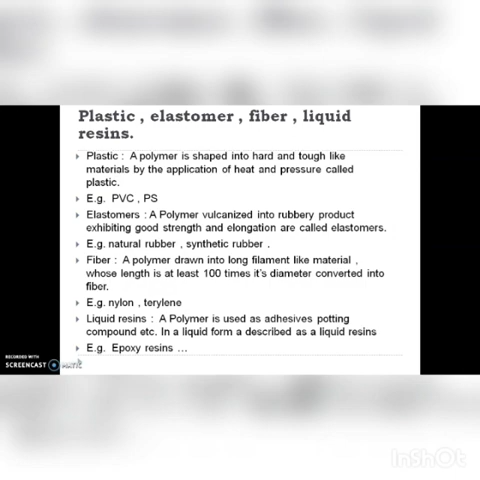 Plastic , elastomer , fiber , liquid
resins.
Plastic : A polymer is shaped into hard and tough like
materials by the application of heat and pressure called
plastic.
E.g. PVC , PS
Elastomers : A Polymer vulcanized into rubbery product
exhibiting good strength and elongation are called elastomers.
E.g. natural rubber , synthetic rubber .
Fiber : A polymer drawn into long filament like material ,
whose length is at least 100 times it's diameter converted into
fiber.
E.g. nylon , terylene
Liquid resins : A Polymer is used as adhesives potting
compound etc. In a liquid form a described as a liquid resins
E.g. Epoxy resins ...
RECORDED WITH
SCREENCAST MATIC
InShOt